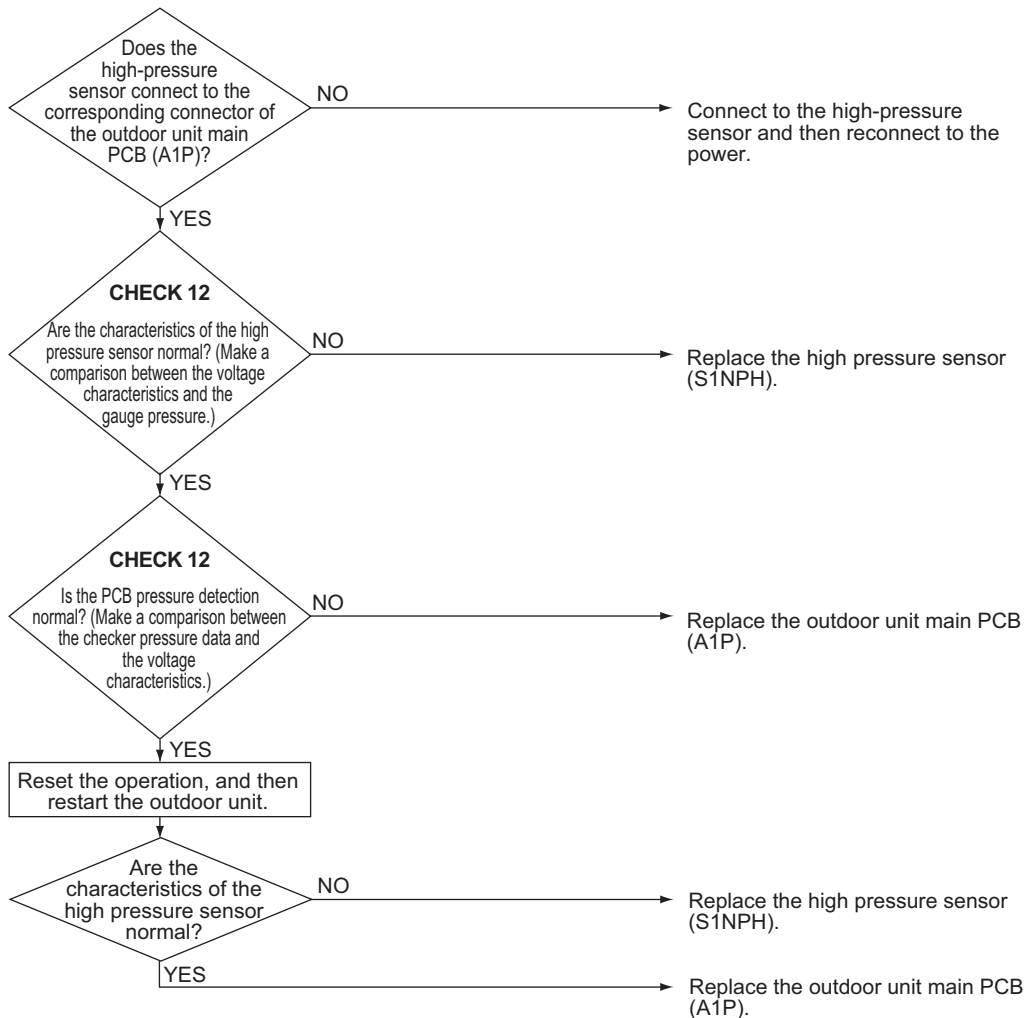 Does the
high-pressure
sensor connect to the
corresponding connector of
the outdoor unit main
PCB (A1P)?
NO
Connect to the high-pressure
sensor and then reconnect to the
power.
YES
CHECK 12
Are the characteristics of the high
pressure sensor normal? (Make a
comparison between the voltage
characteristics and the
gauge pressure.)
NO
Replace the high pressure sensor
(S1NPH).
YES
CHECK 12
Is the PCB pressure detection
normal? (Make a comparison between
the checker pressure data and
the voltage
characteristics.)
NO
Replace the outdoor unit main PCB
(A1P).
YES
Reset the operation, and then
restart the outdoor unit.
Are the
characteristics of the
high pressure sensor
normal?
NO
Replace the high pressure sensor
(S1NPH).
YES
Replace the outdoor unit main PCB
(A1P).